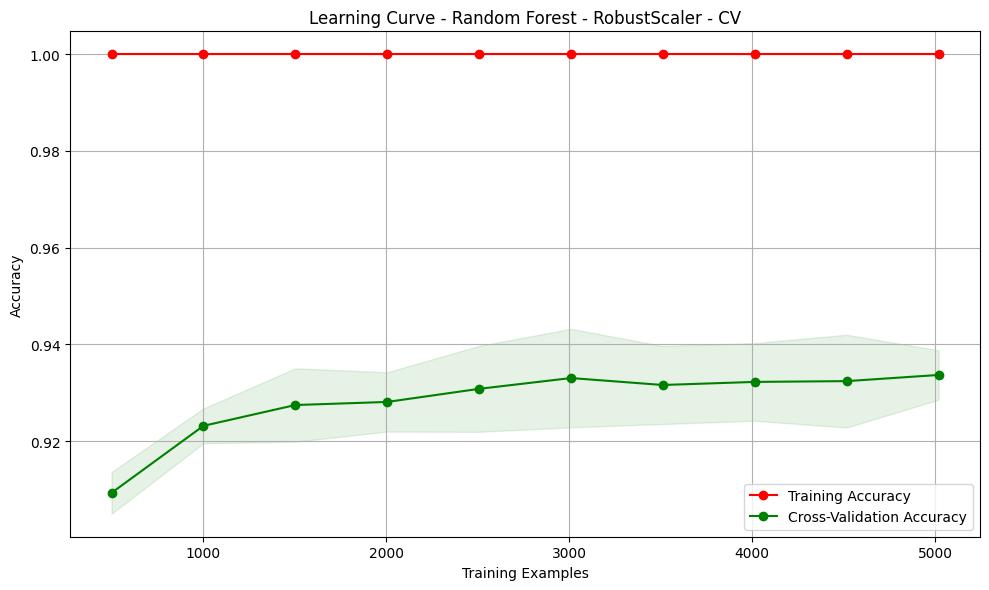 Learning Curve - Random Forest - RobustScaler - CV
Accuracy
1.00
0.98
0.96
0.94
0.92
1000
2000
3000
4000
5000
Training Examples
Training Accuracy
Cross-Validation Accuracy